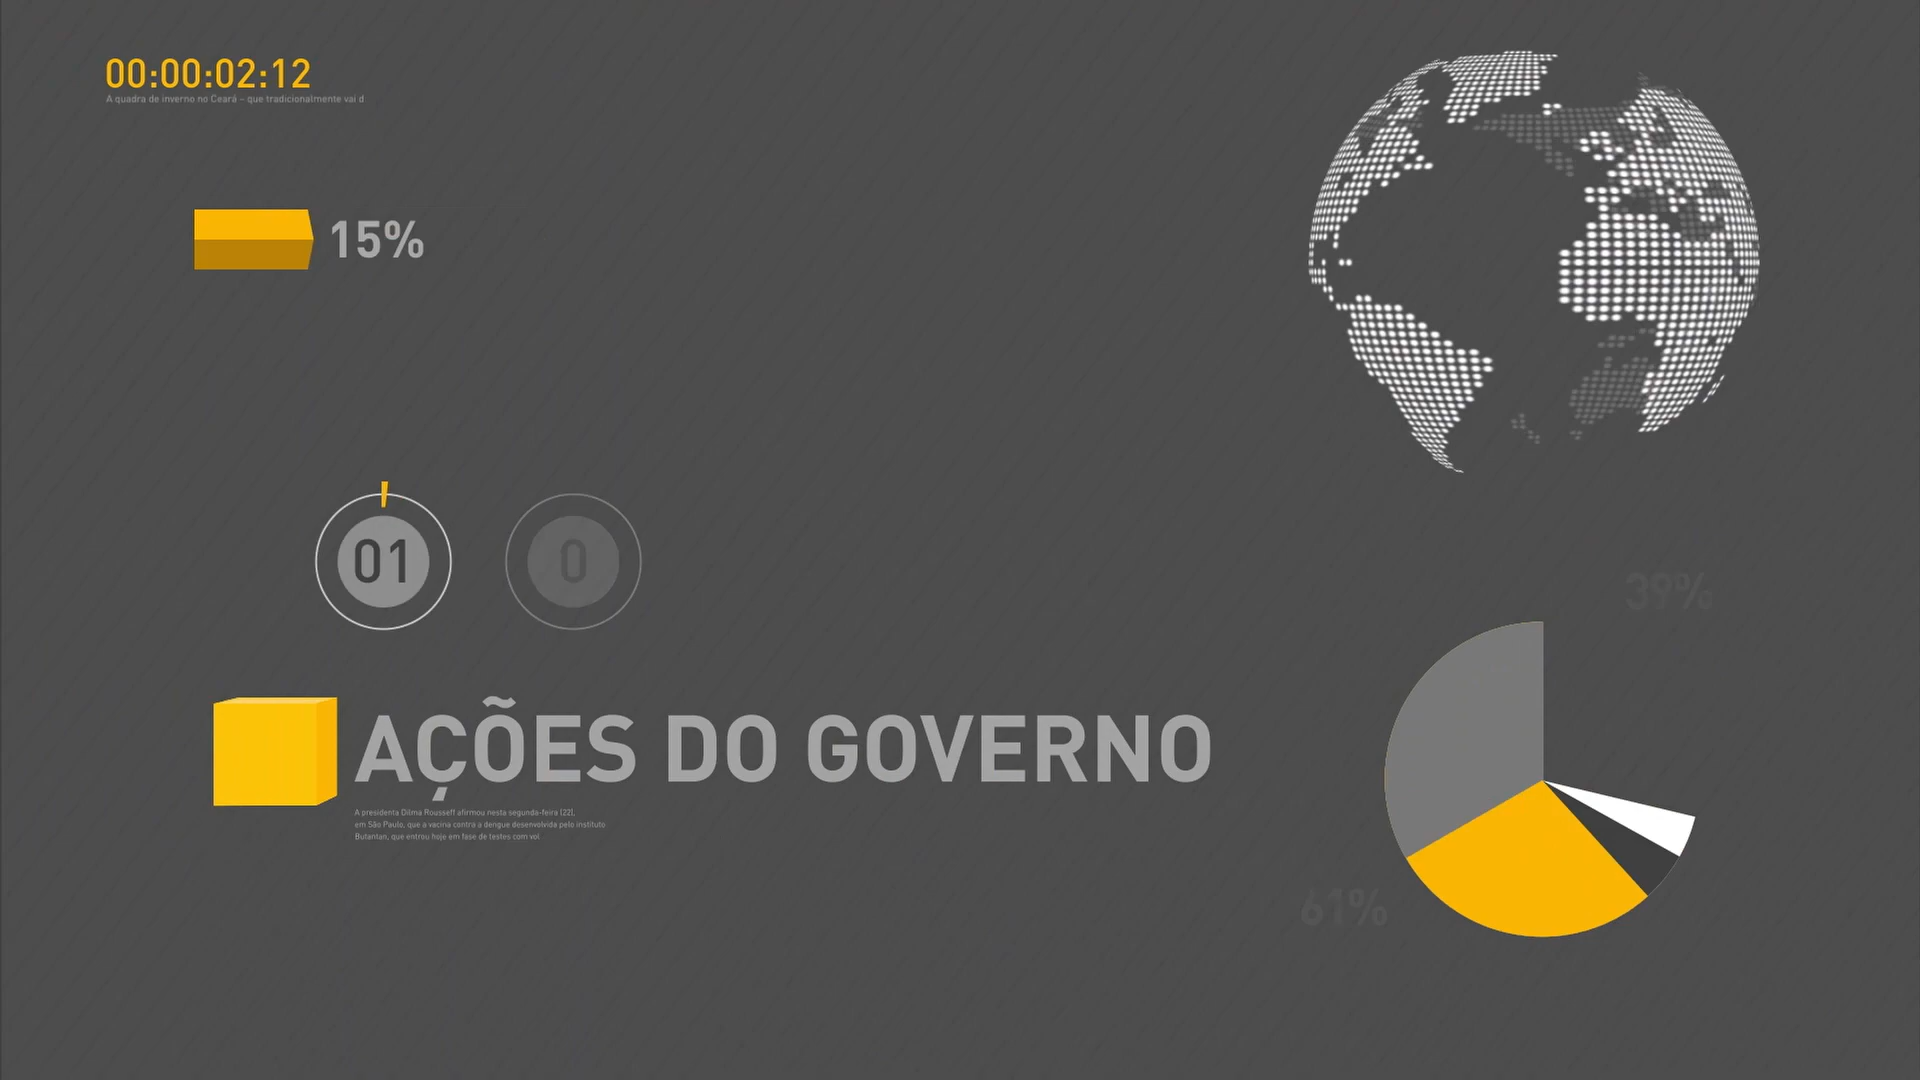 00:00:02:12
A quadra de inverno no Ceará – que tradicionalmente vai d
15%
01
0
39%
AÇÕES DO GOVERNO
A presidenta Dilma Rousseff afirmou nesta segunda-feira (22),
em São Paulo, que a vacina contra a dengue desenvolvida pelo instituto
Butantan, que entrou hoje em fase de testes com vol
61%